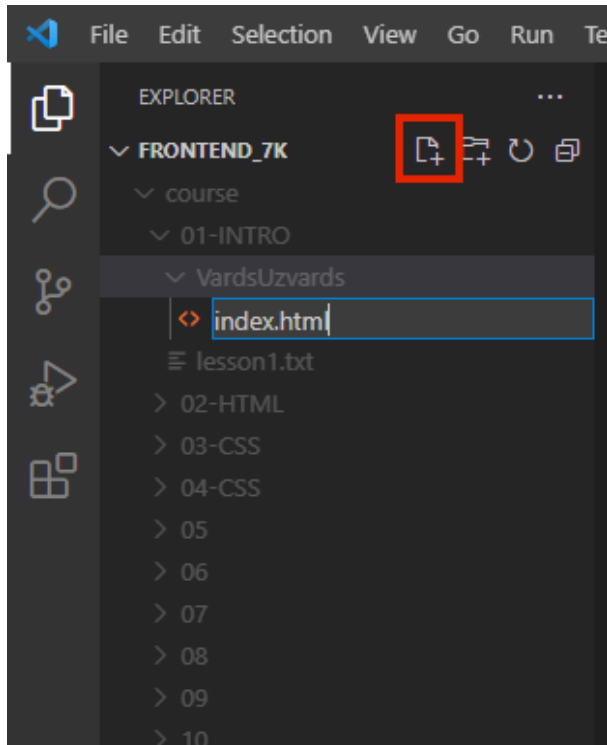 File Edit Selection View Go Run Te
EXPLORER
FRONTEND_7K
course
01-INTRO
VardsUzvards
index.html
lesson1.txt
02-HTML
03-CSS
04-CSS
05
06
07
08
09
10